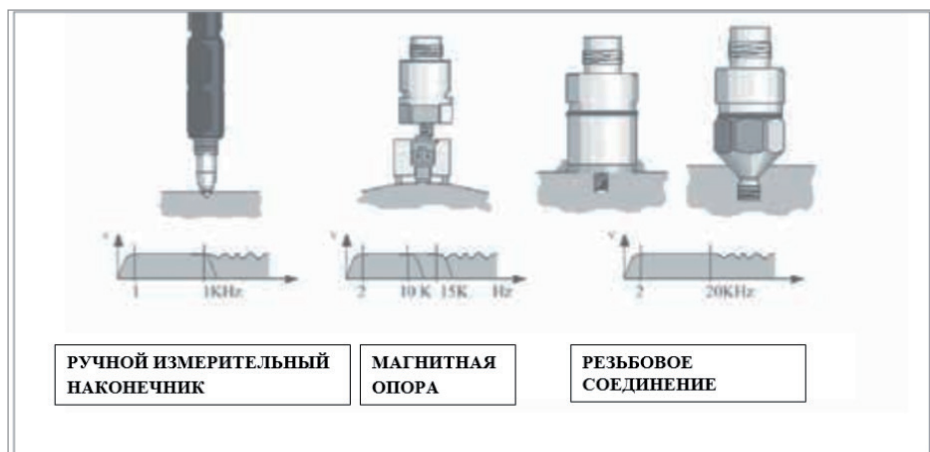 v
1 1KHz
v
2 10 K 15K. Hz
v
2 20KHz
РУЧНОЙ ИЗМЕРИТЕЛЬНЫЙ
НАКОНЕЧНИК
МАГНИТНАЯ
ОПОРА
РЕЗЬБОВОЕ
СОЕДИНЕНИЕ